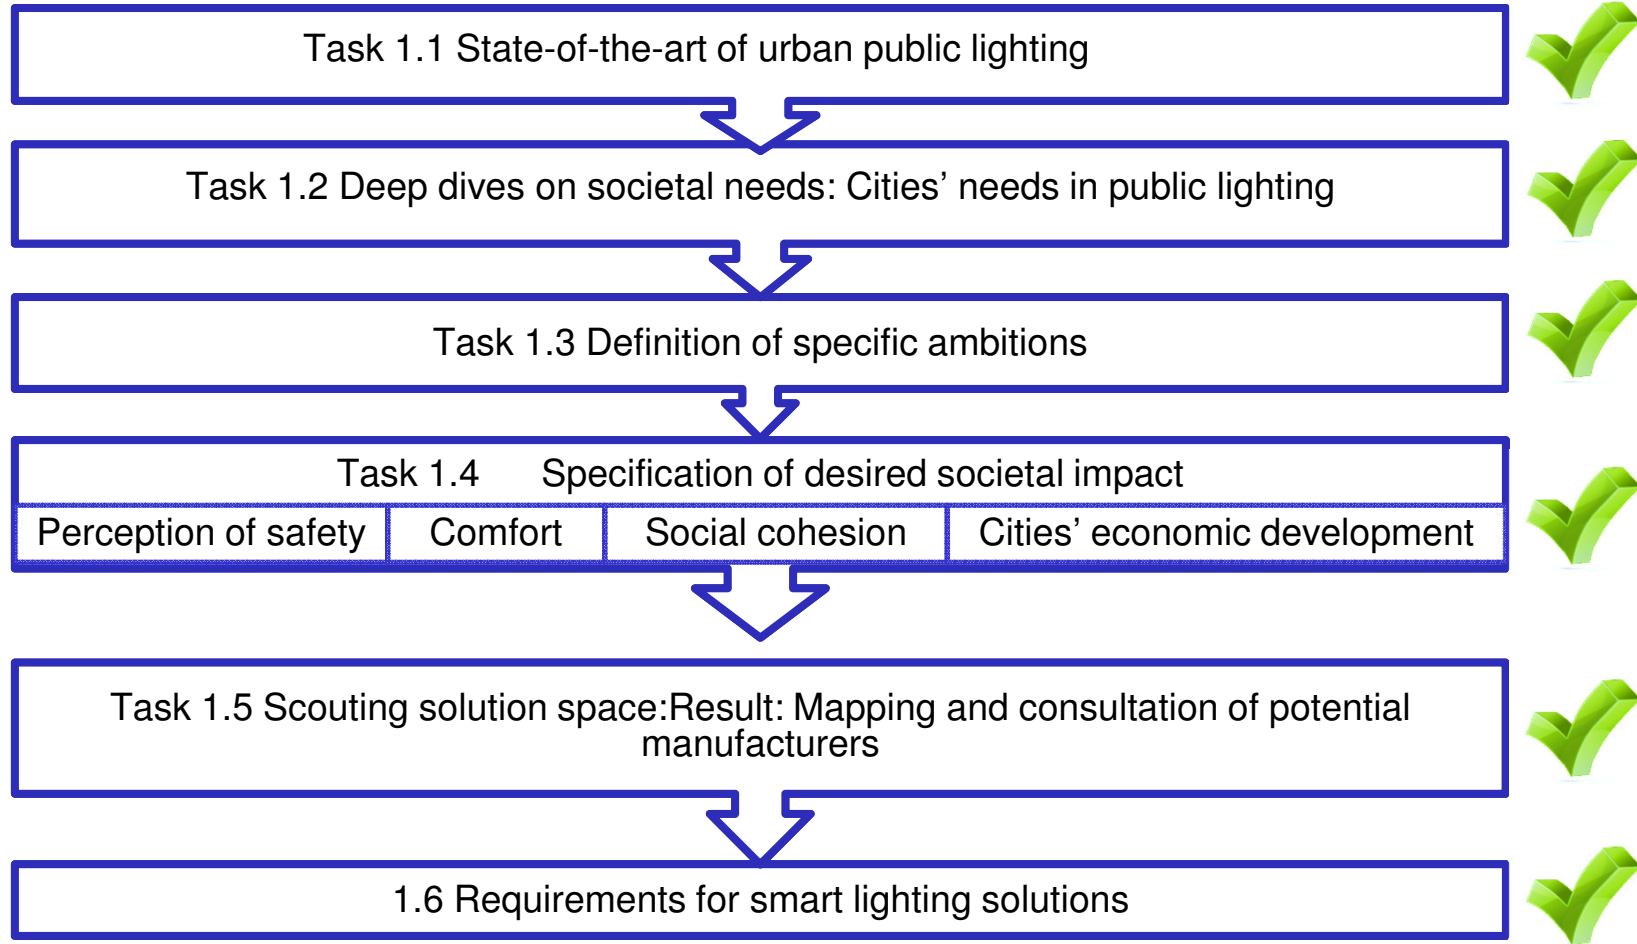 Task 1.1 State-of-the-art of urban public lighting
Task 1.2 Deep dives on societal needs: Cities’ needs in public lighting
Task 1.3 Definition of specific ambitions
Task 1.4 Specification of desired societal impact
Perception of safety Comfort Social cohesion Cities’ economic development
Task 1.5 Scouting solution space:Result: Mapping and consultation of potential
manufacturers
1.6 Requirements for smart lighting solutions